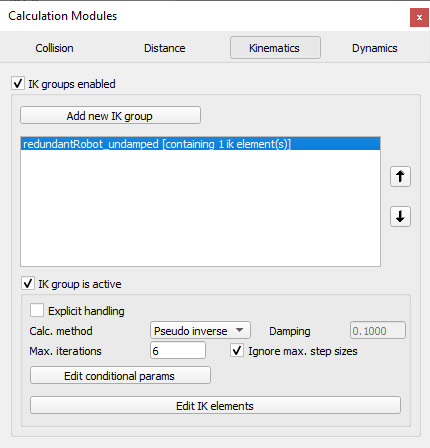 Calculation Modules
x
Collision Distance Kinematics Dynamics
IK groups enabled
Add new IK group
redundantRobot_undamped [containing 1 ik element(s)]
IK group is active
Explicit handling
Calc. method Pseudo inverse Damping 0.1000
Max. iterations 6 Ignore max. step sizes
Edit conditional params
Edit IK elements